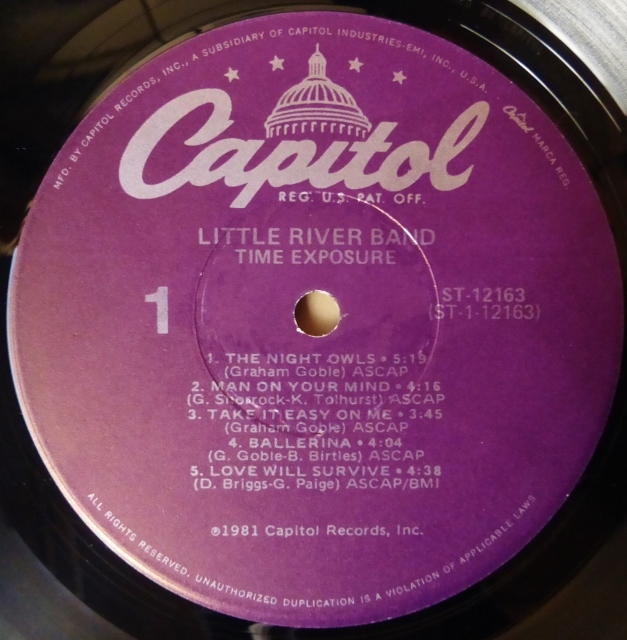 MFD. BY CAPITOL RECORDS, INC., A SUBSIDIARY OF CAPITOL INDUSTRIES-EMI, INC., U.S.A.
Capitol MARCA REG.
Capitol
REG. U.S. PAT. OFF.
LITTLE RIVER BAND
TIME EXPOSURE
1
ST-12163
(ST-1-12163)
1. THE NIGHT OWLS • 5:19
(Graham Goble) ASCAP
2. MAN ON YOUR MIND • 4:16
(G. Shorrock-K. Tolhurst) ASCAP
3. TAKE IT EASY ON ME • 3:45
(Graham Goble) ASCAP
4. BALLERINA • 4:04
(G. Goble-B. Birtles) ASCAP
5. LOVE WILL SURVIVE • 4:38
(D. Briggs-G. Paige) ASCAP/BMI
℗1981 Capitol Records, Inc.
ALL RIGHTS RESERVED. UNAUTHORIZED DUPLICATION IS A VIOLATION OF APPLICABLE LAWS